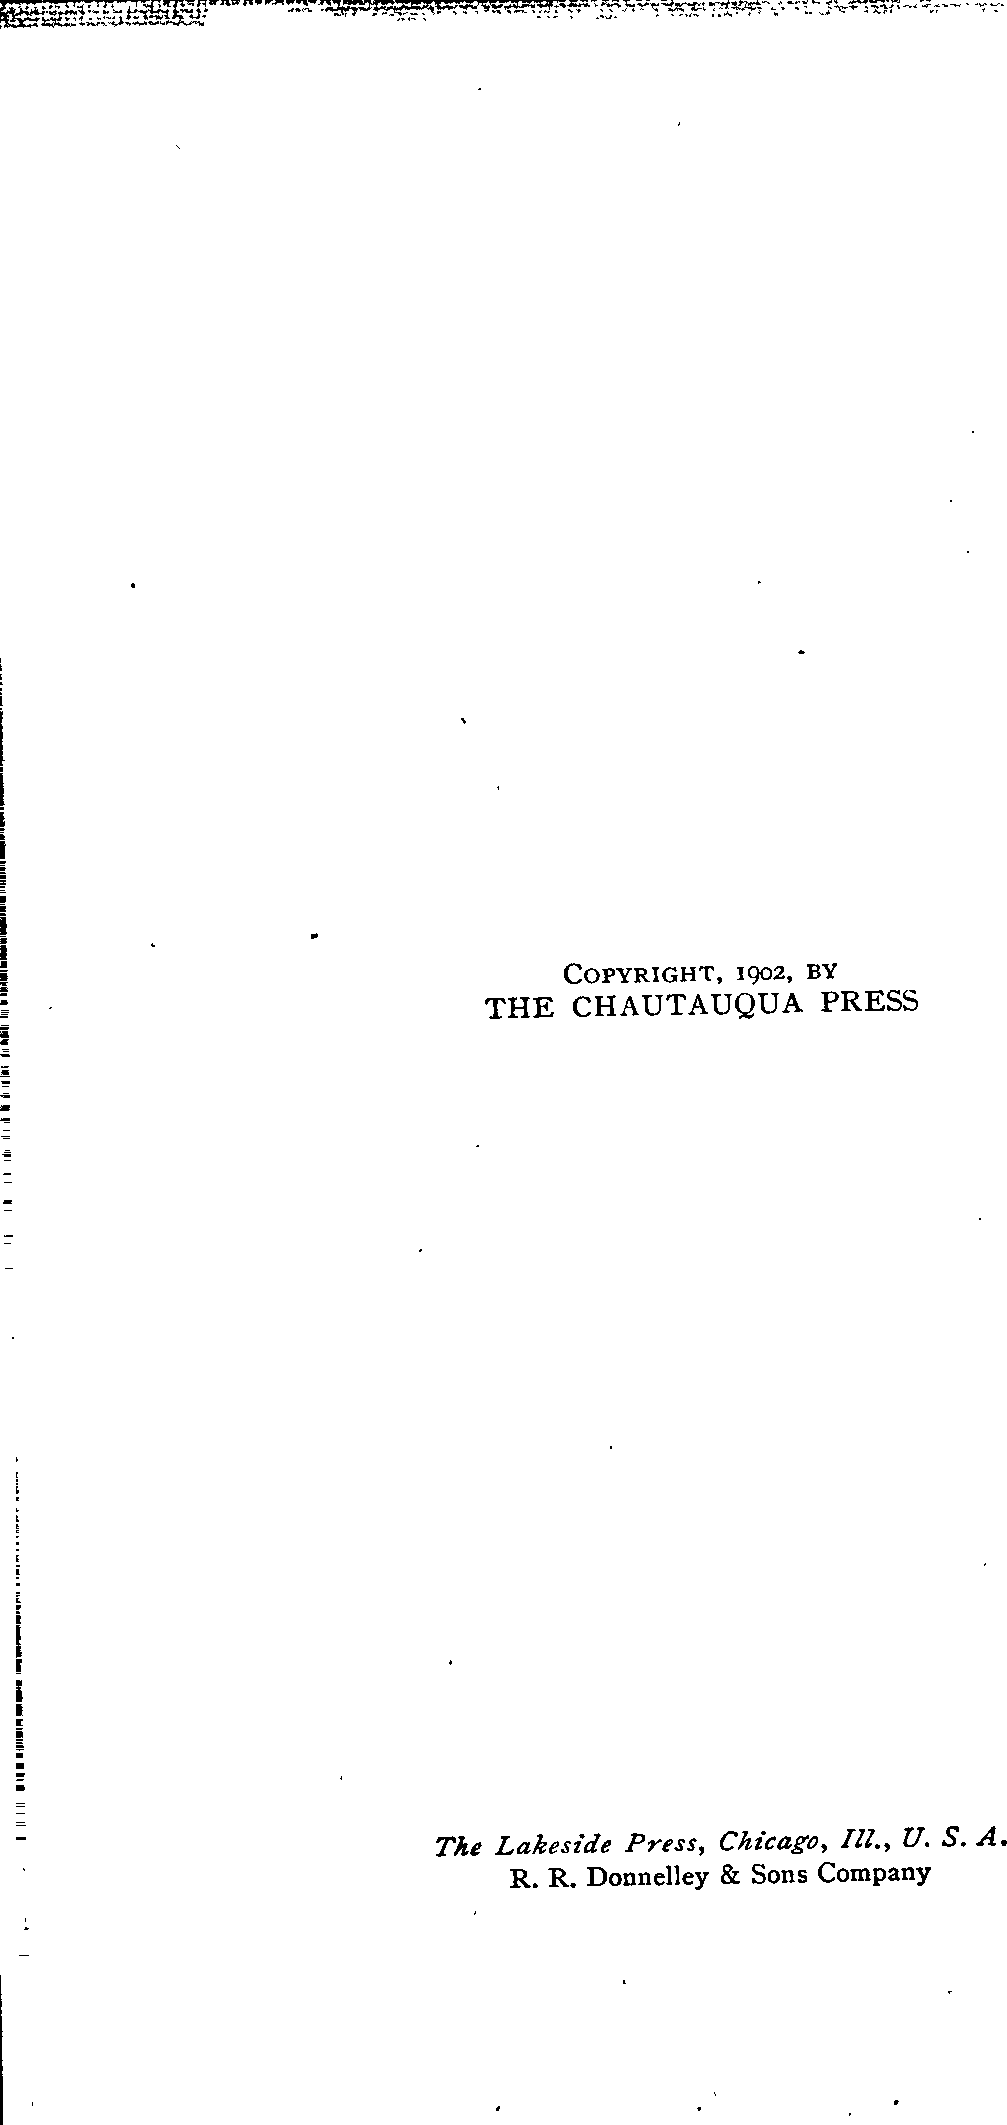 COPYRIGHT, 1902, BY
THE CHAUTAUQUA PRESS
The Lakeside Press, Chicago, Ill., U. S. A.
R. R. Donnelley & Sons Company